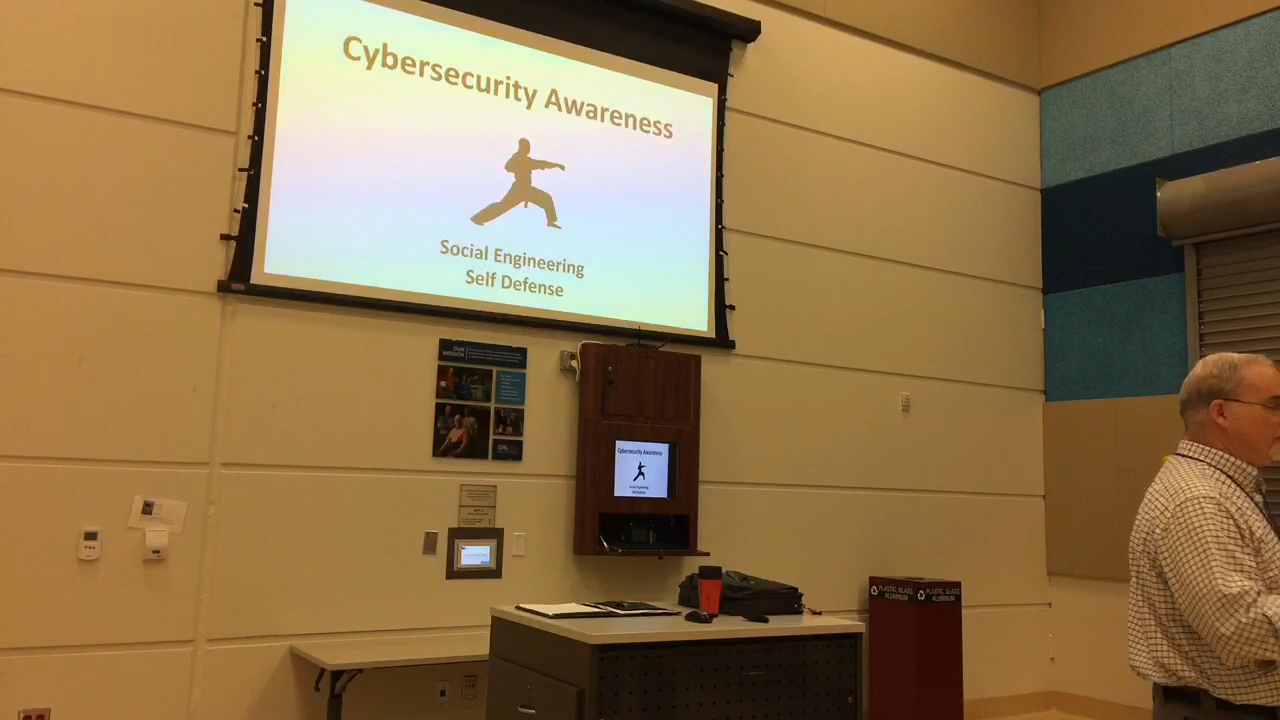 Cybersecurity Awareness
Social Engineering
Self Defense
Cybersecurity Awareness
Social Engineering
Self Defense
PLASTIC, GLASS,
ALUMINUM
PLASTIC, GLASS,
ALUMINUM